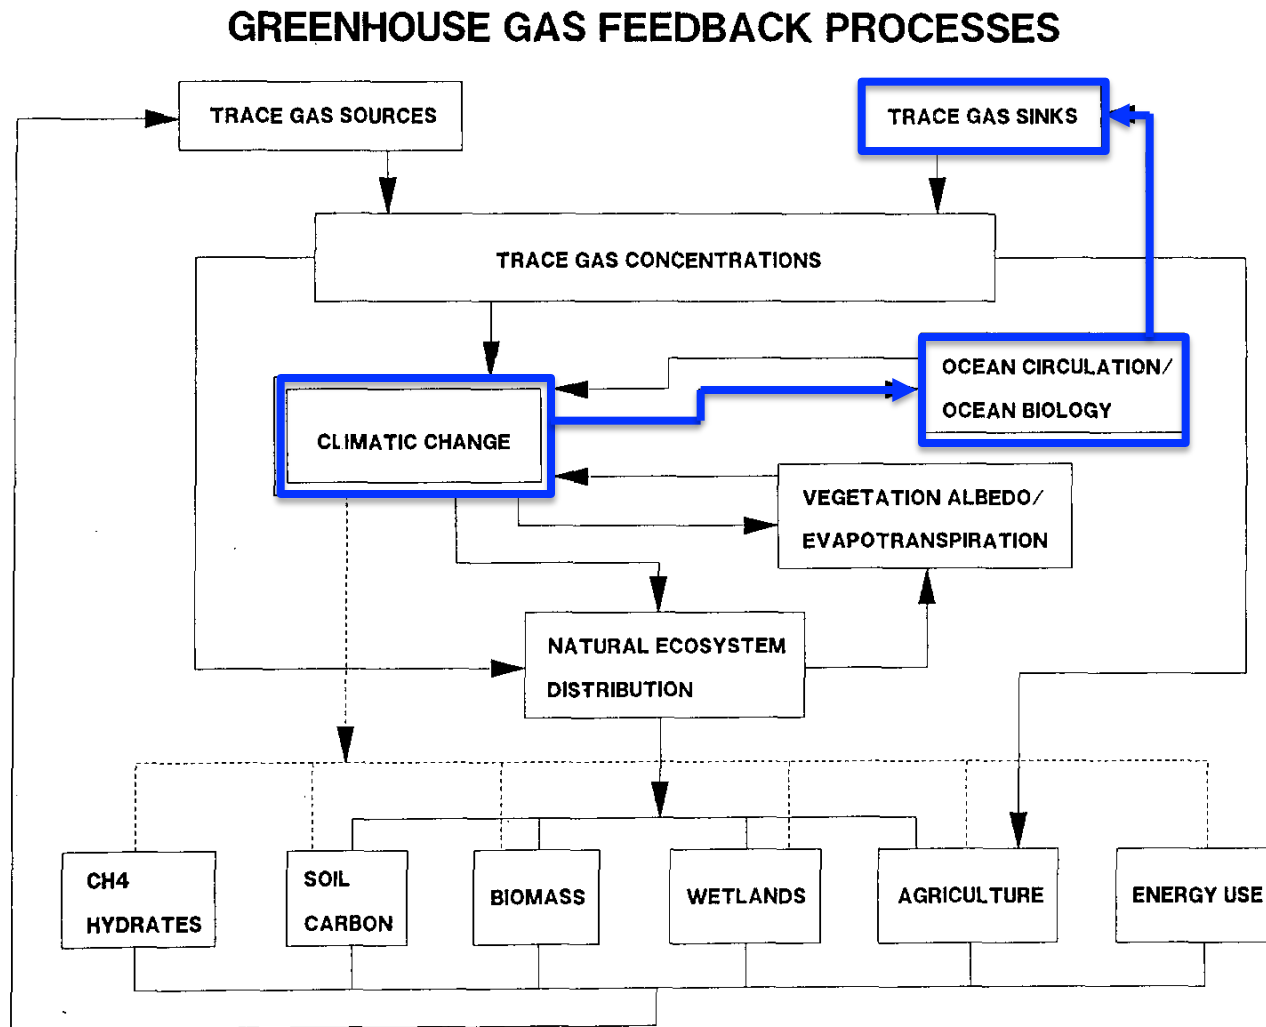 GREENHOUSE GAS FEEDBACK PROCESSES
TRACE GAS SOURCES
TRACE GAS SINKS
TRACE GAS CONCENTRATIONS
OCEAN CIRCULATION/
OCEAN BIOLOGY
CLIMATIC CHANGE
VEGETATION ALBEDO/
EVAPOTRANSPIRATION
NATURAL ECOSYSTEM
DISTRIBUTION
CH4
HYDRATES
SOIL
CARBON
BIOMASS
WETLANDS
AGRICULTURE
ENERGY USE